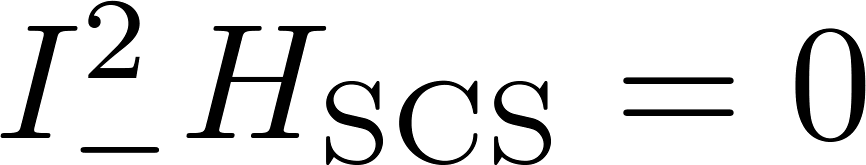 $I_{-}^{2} H_{\mathrm{SCS}} = 0$